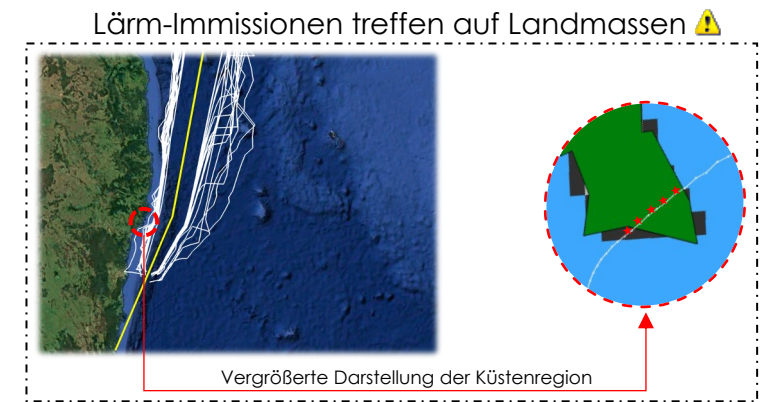 Lärm-Immissionen treffen auf Landmassen
Vergrößerte Darstellung der Küstenregion